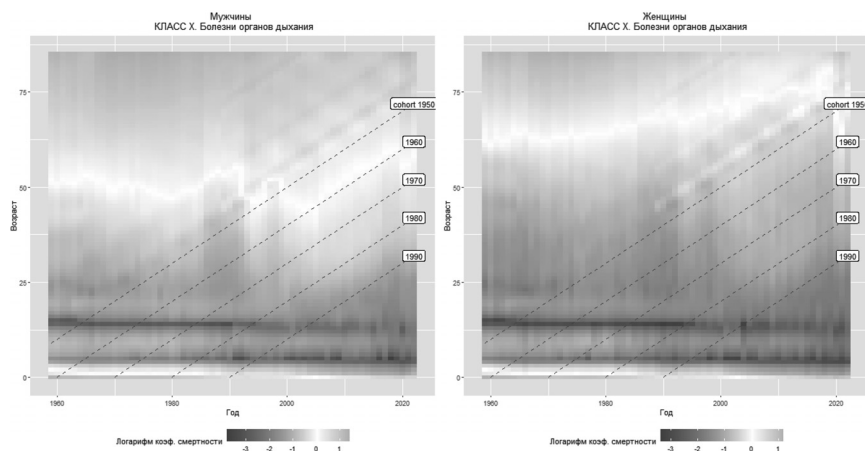 Мужчины
КЛАСС X. Болезни органов дыхания
Возраст
75
50
25
0
cohort 1950
1960
1970
1980
1990
1960
1980
2000
2020
Год
Логарифм коэф. смертности
-3 -2 -1 0 1
Женщины
КЛАСС X. Болезни органов дыхания
Возраст
75
50
25
0
cohort 1950
1960
1970
1980
1990
1960
1980
2000
2020
Год
Логарифм коэф. смертности
-3 -2 -1 0 1